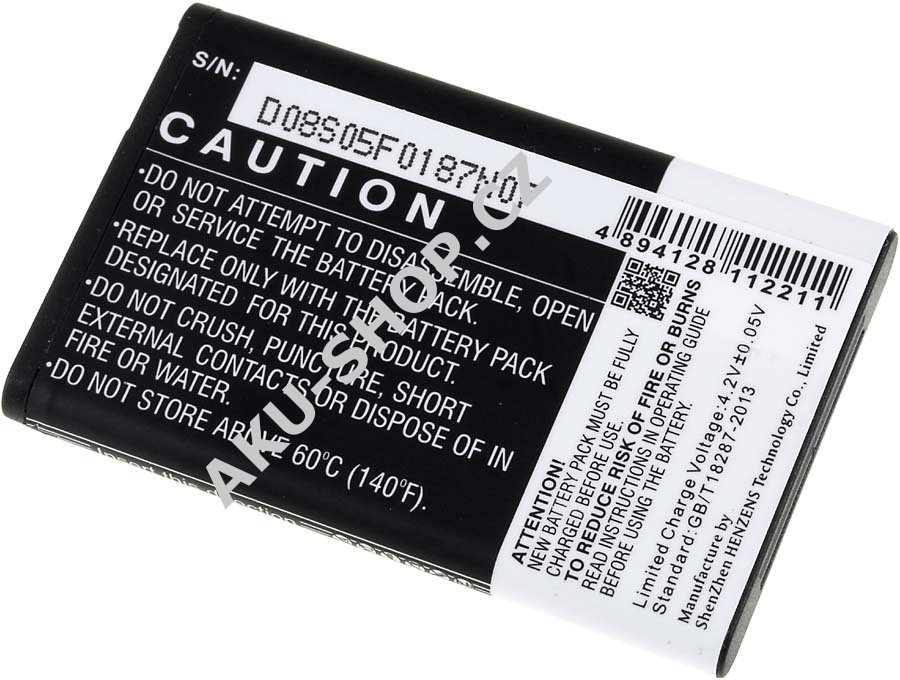 S/N:
D08S05F0187N0
CAUTION
•DO NOT ATTEMPT TO DISASSEMBLE, OPEN
OR SERVICE THE BATTERY PACK.
•REPLACE ONLY WITH THE BATTERY PACK
DESIGNATED FOR THIS PRODUCT.
•DO NOT CRUSH, PUNCTURE, SHORT
EXTERNAL CONTACTS OR DISPOSE OF IN
FIRE OR WATER.
•DO NOT STORE ABOVE 60°C (140°F).
Insert this direction
AKU-SHOP.CZ
4 894128 112211
ATTENTION!
NEW BATTERY PACK MUST BE FULLY
CHARGED BEFORE USE.
TO REDUCE RISK OF FIRE OR BURNS
READ INSTRUCTIONS IN OPERATING GUIDE
BEFORE USING THE BATTERY.
Limited Charge Voltage:4.2V±0.05V
Standard:GB/T18287-2013
Manufacture by
ShenZhen HENZENS Technology Co., Limited